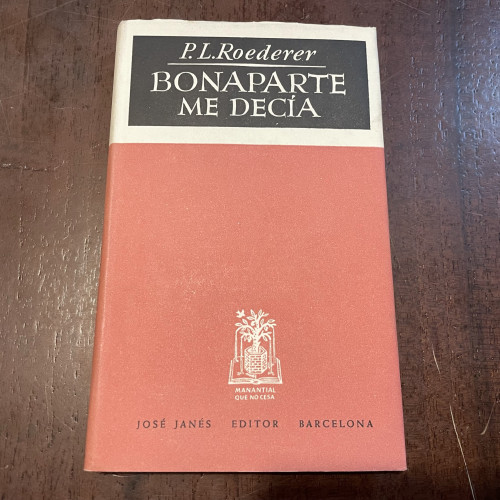 P. L. Roederer
BONAPARTE
ME DECÍA
MANANTIAL
QUE NO CESA
JOSÉ JANÉS EDITOR BARCELONA